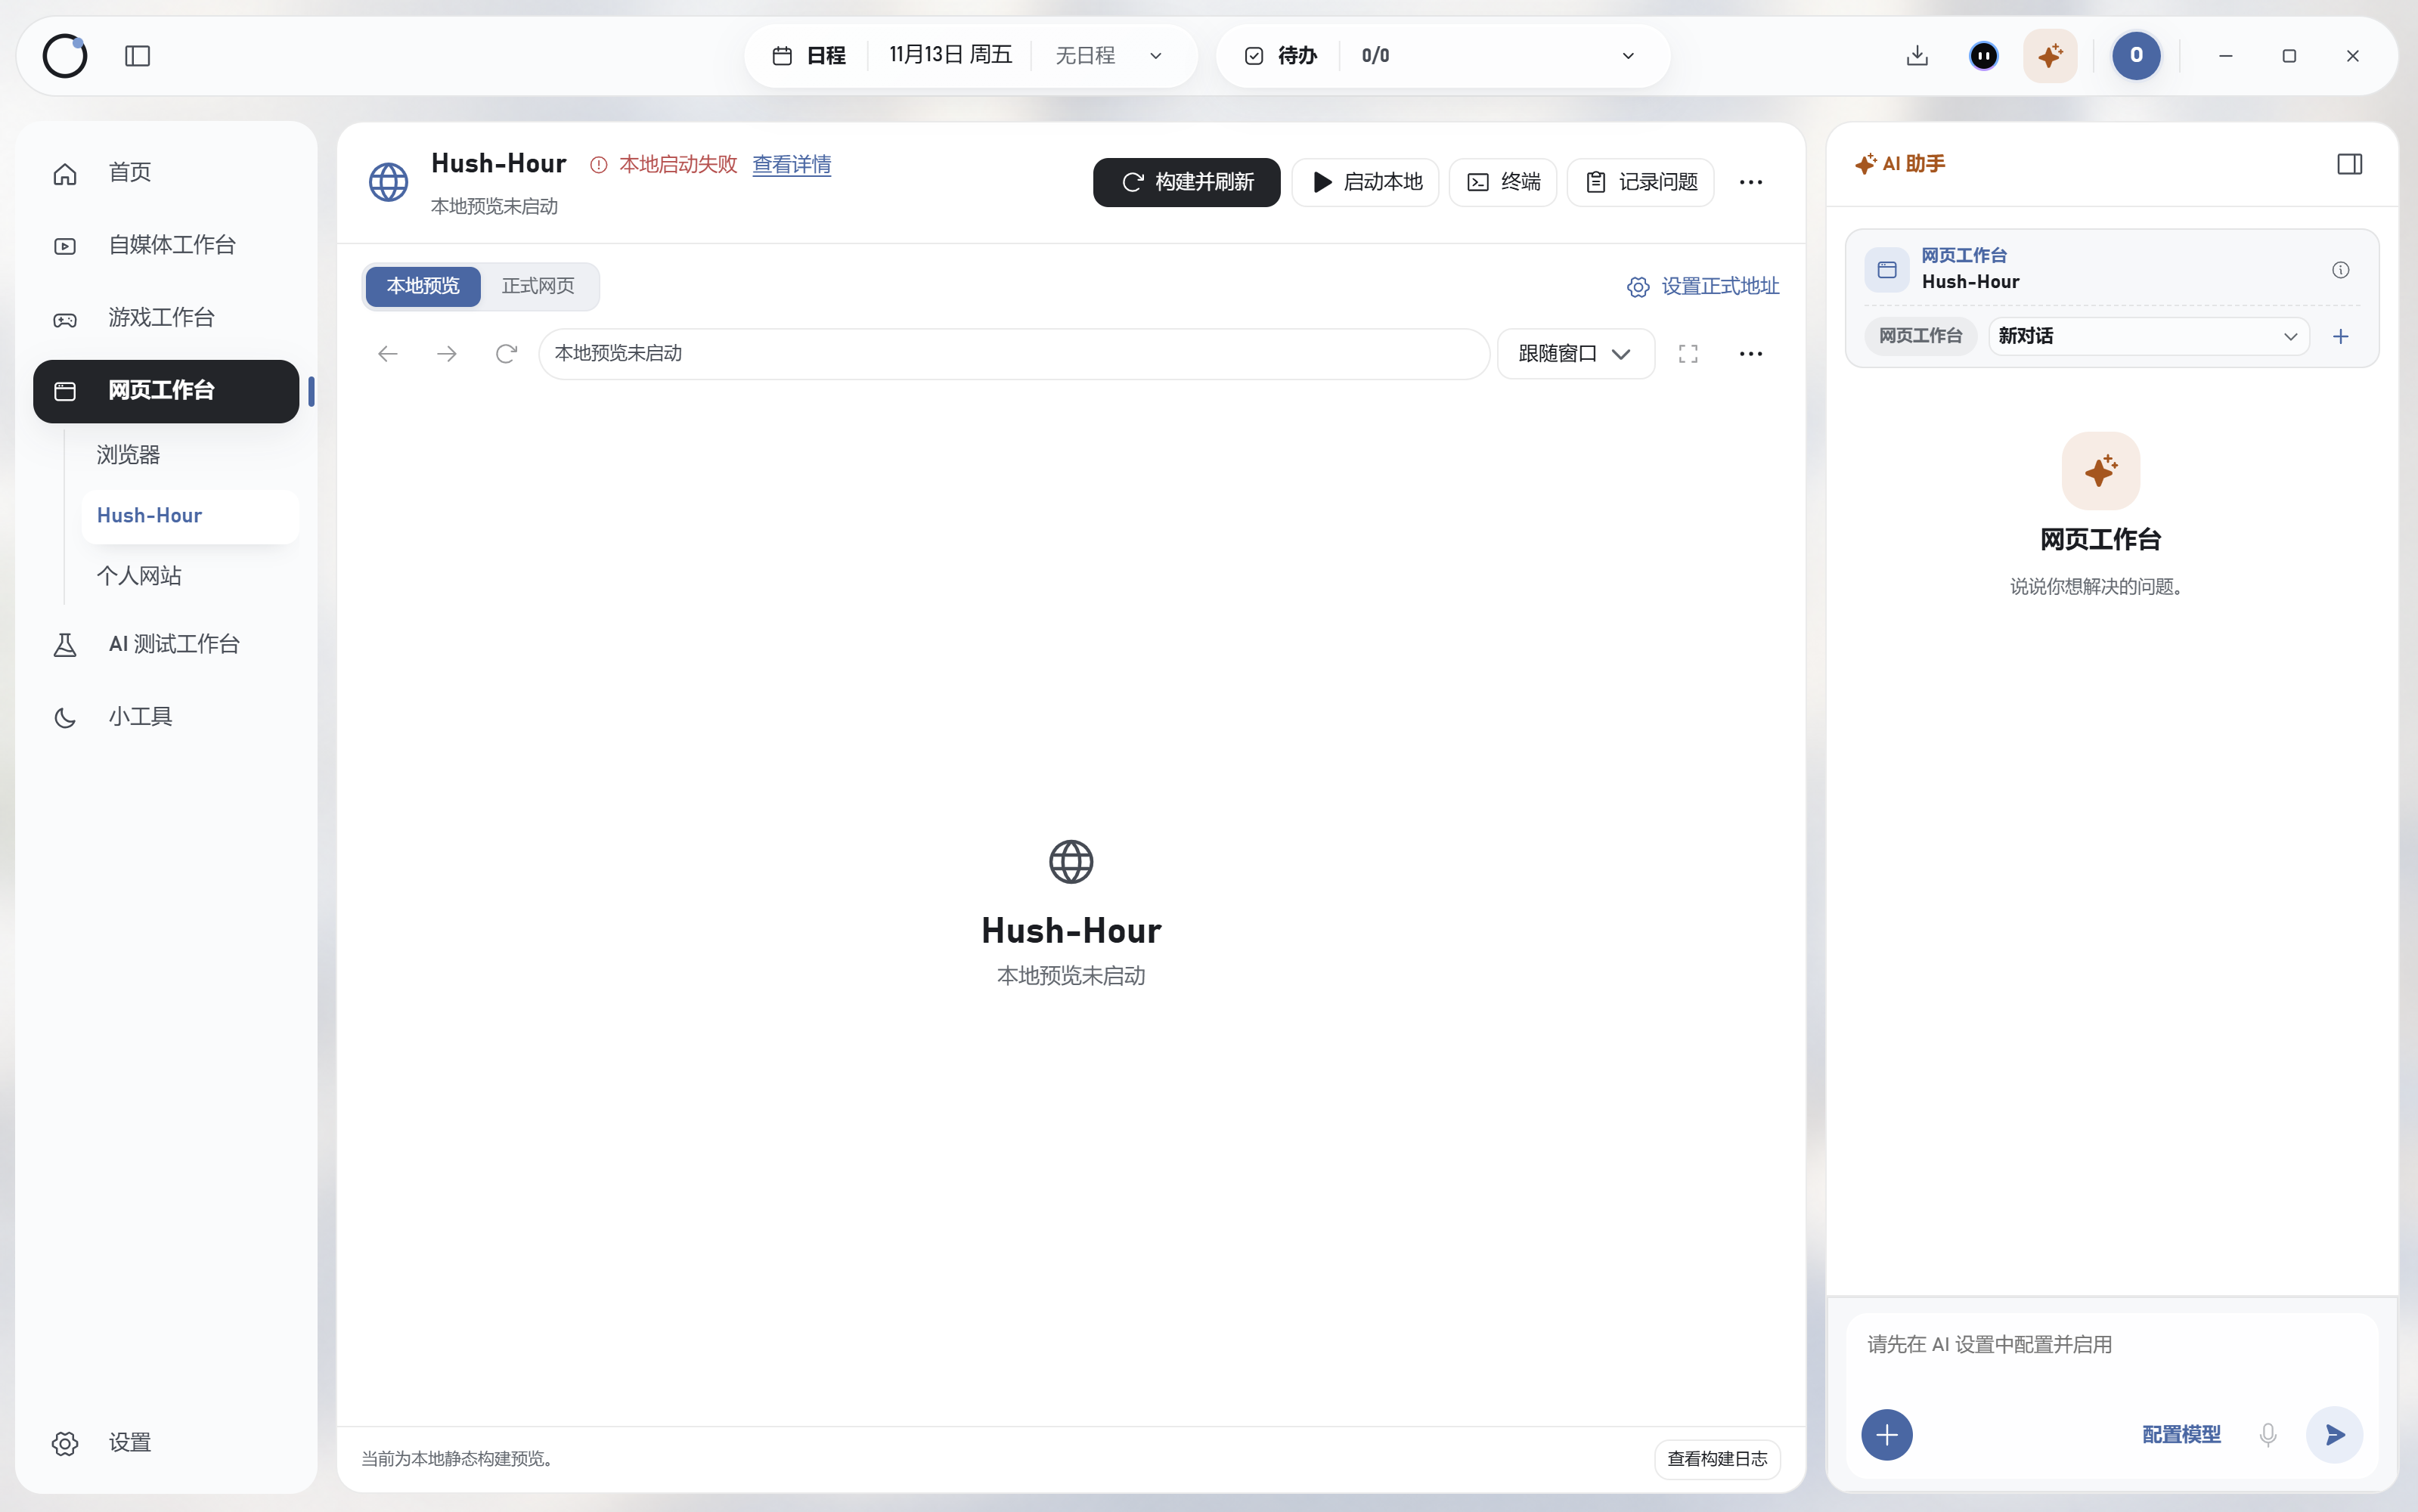 日程 11月13日 周五 无日程
待办 0/0
O
首页
自媒体工作台
游戏工作台
网页工作台
浏览器
Hush-Hour
个人网站
AI 测试工作台
小工具
设置
Hush-Hour 本地启动失败 查看详情
本地预览未启动
构建并刷新 启动本地 终端 记录问题
本地预览 正式网页
设置正式地址
本地预览未启动 跟随窗口
Hush-Hour
本地预览未启动
当前为本地静态构建预览。
查看构建日志
AI 助手
网页工作台
Hush-Hour
网页工作台 新对话
网页工作台
说说你想解决的问题。
请先在 AI 设置中配置并启用
配置模型